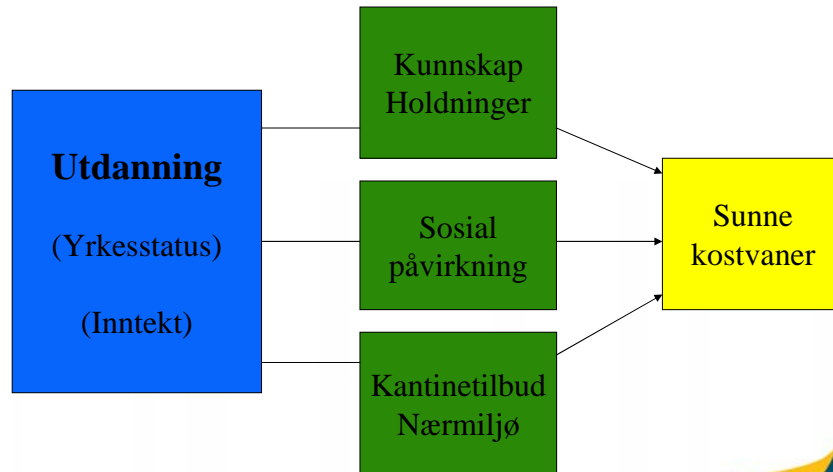 Utdanning
(Yrkesstatus)
(Inntekt)
Kunnskap
Holdninger
Sosial
påvirkning
Kantinetilbud
Nærmiljø
Sunne
kostvaner